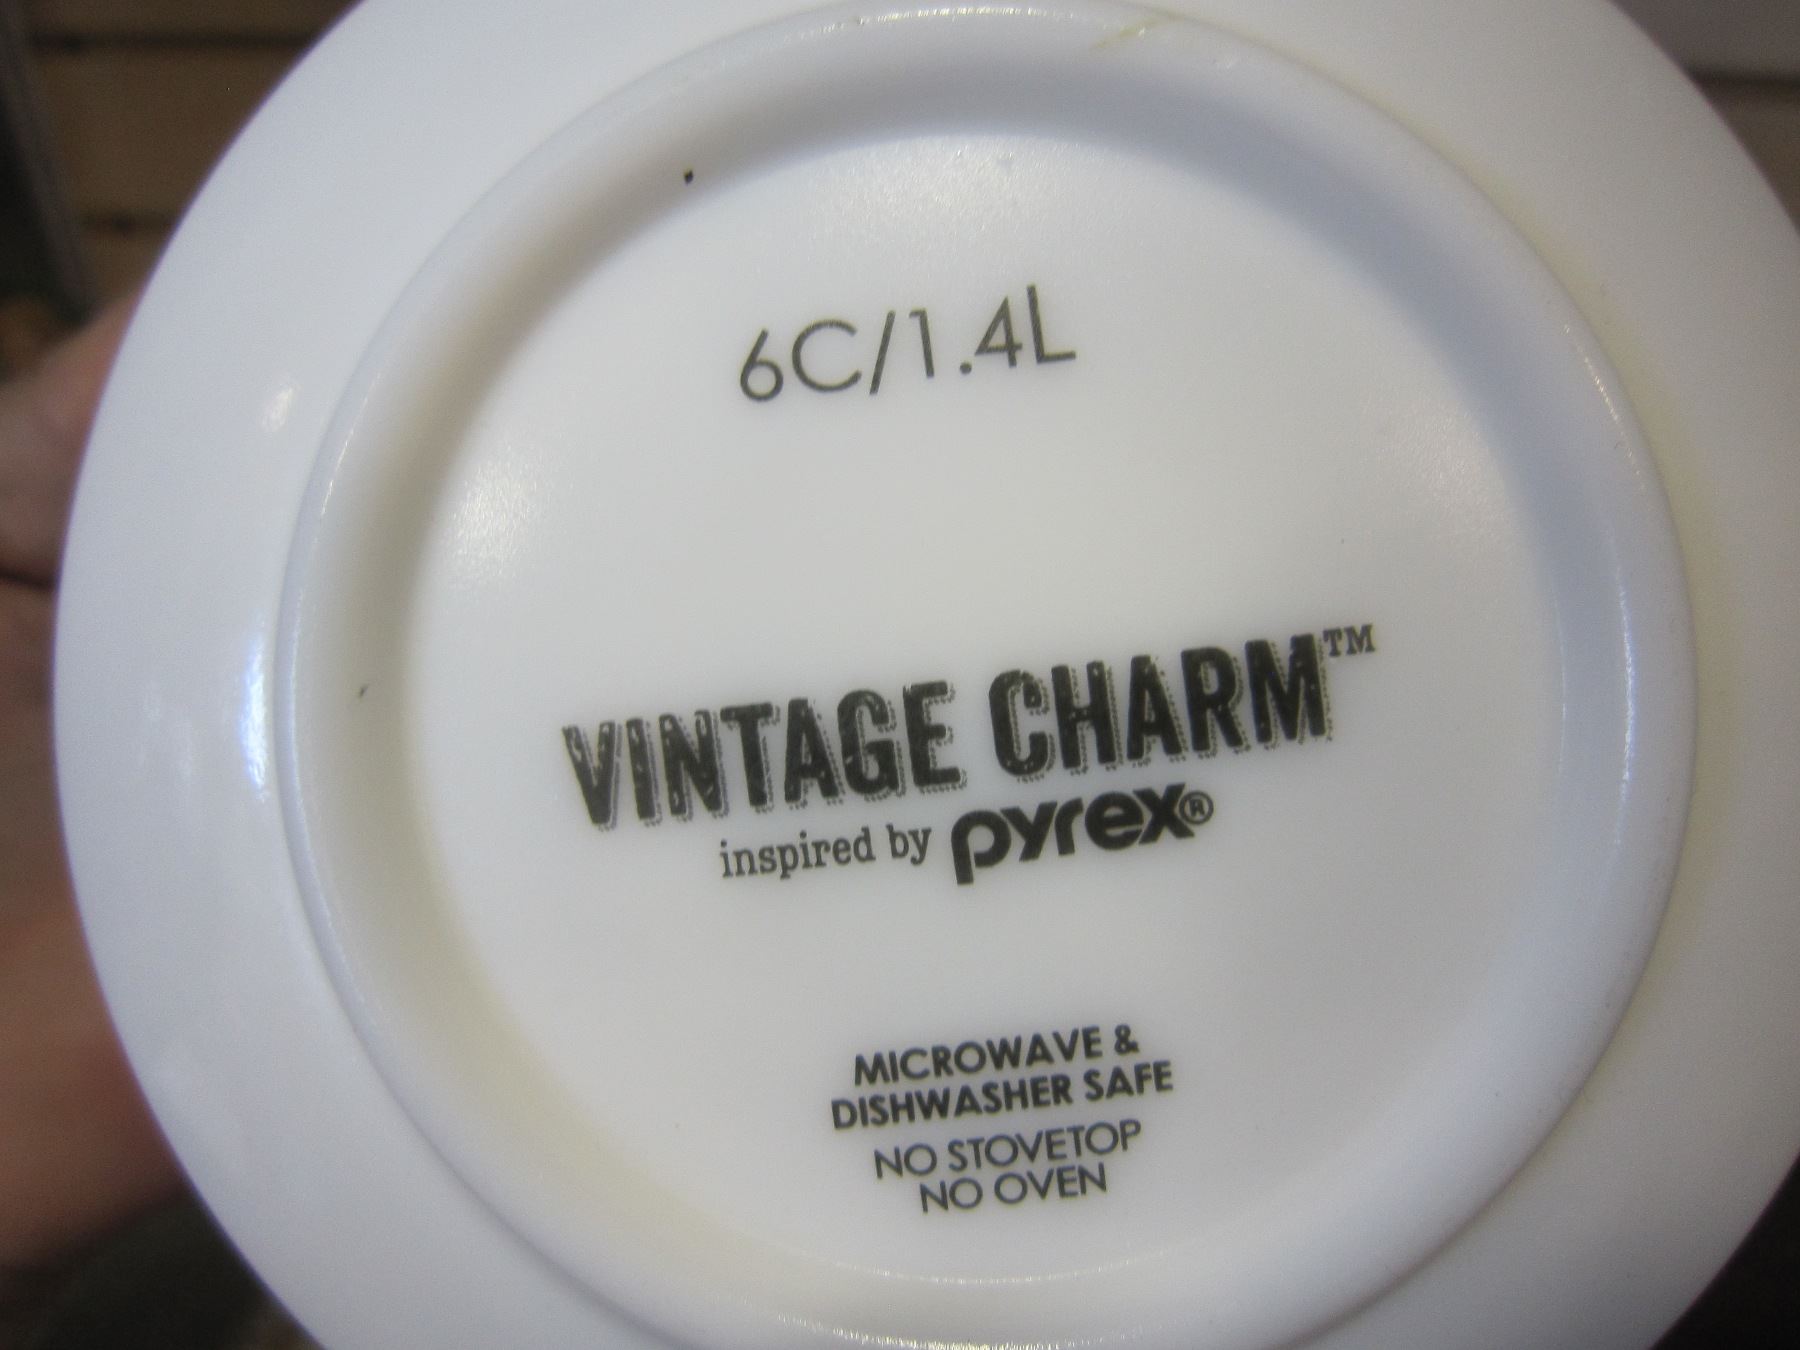 6C/1.4L
VINTAGE CHARM™
inspired by pyrex®
MICROWAVE &
DISHWASHER SAFE
NO STOVETOP
NO OVEN